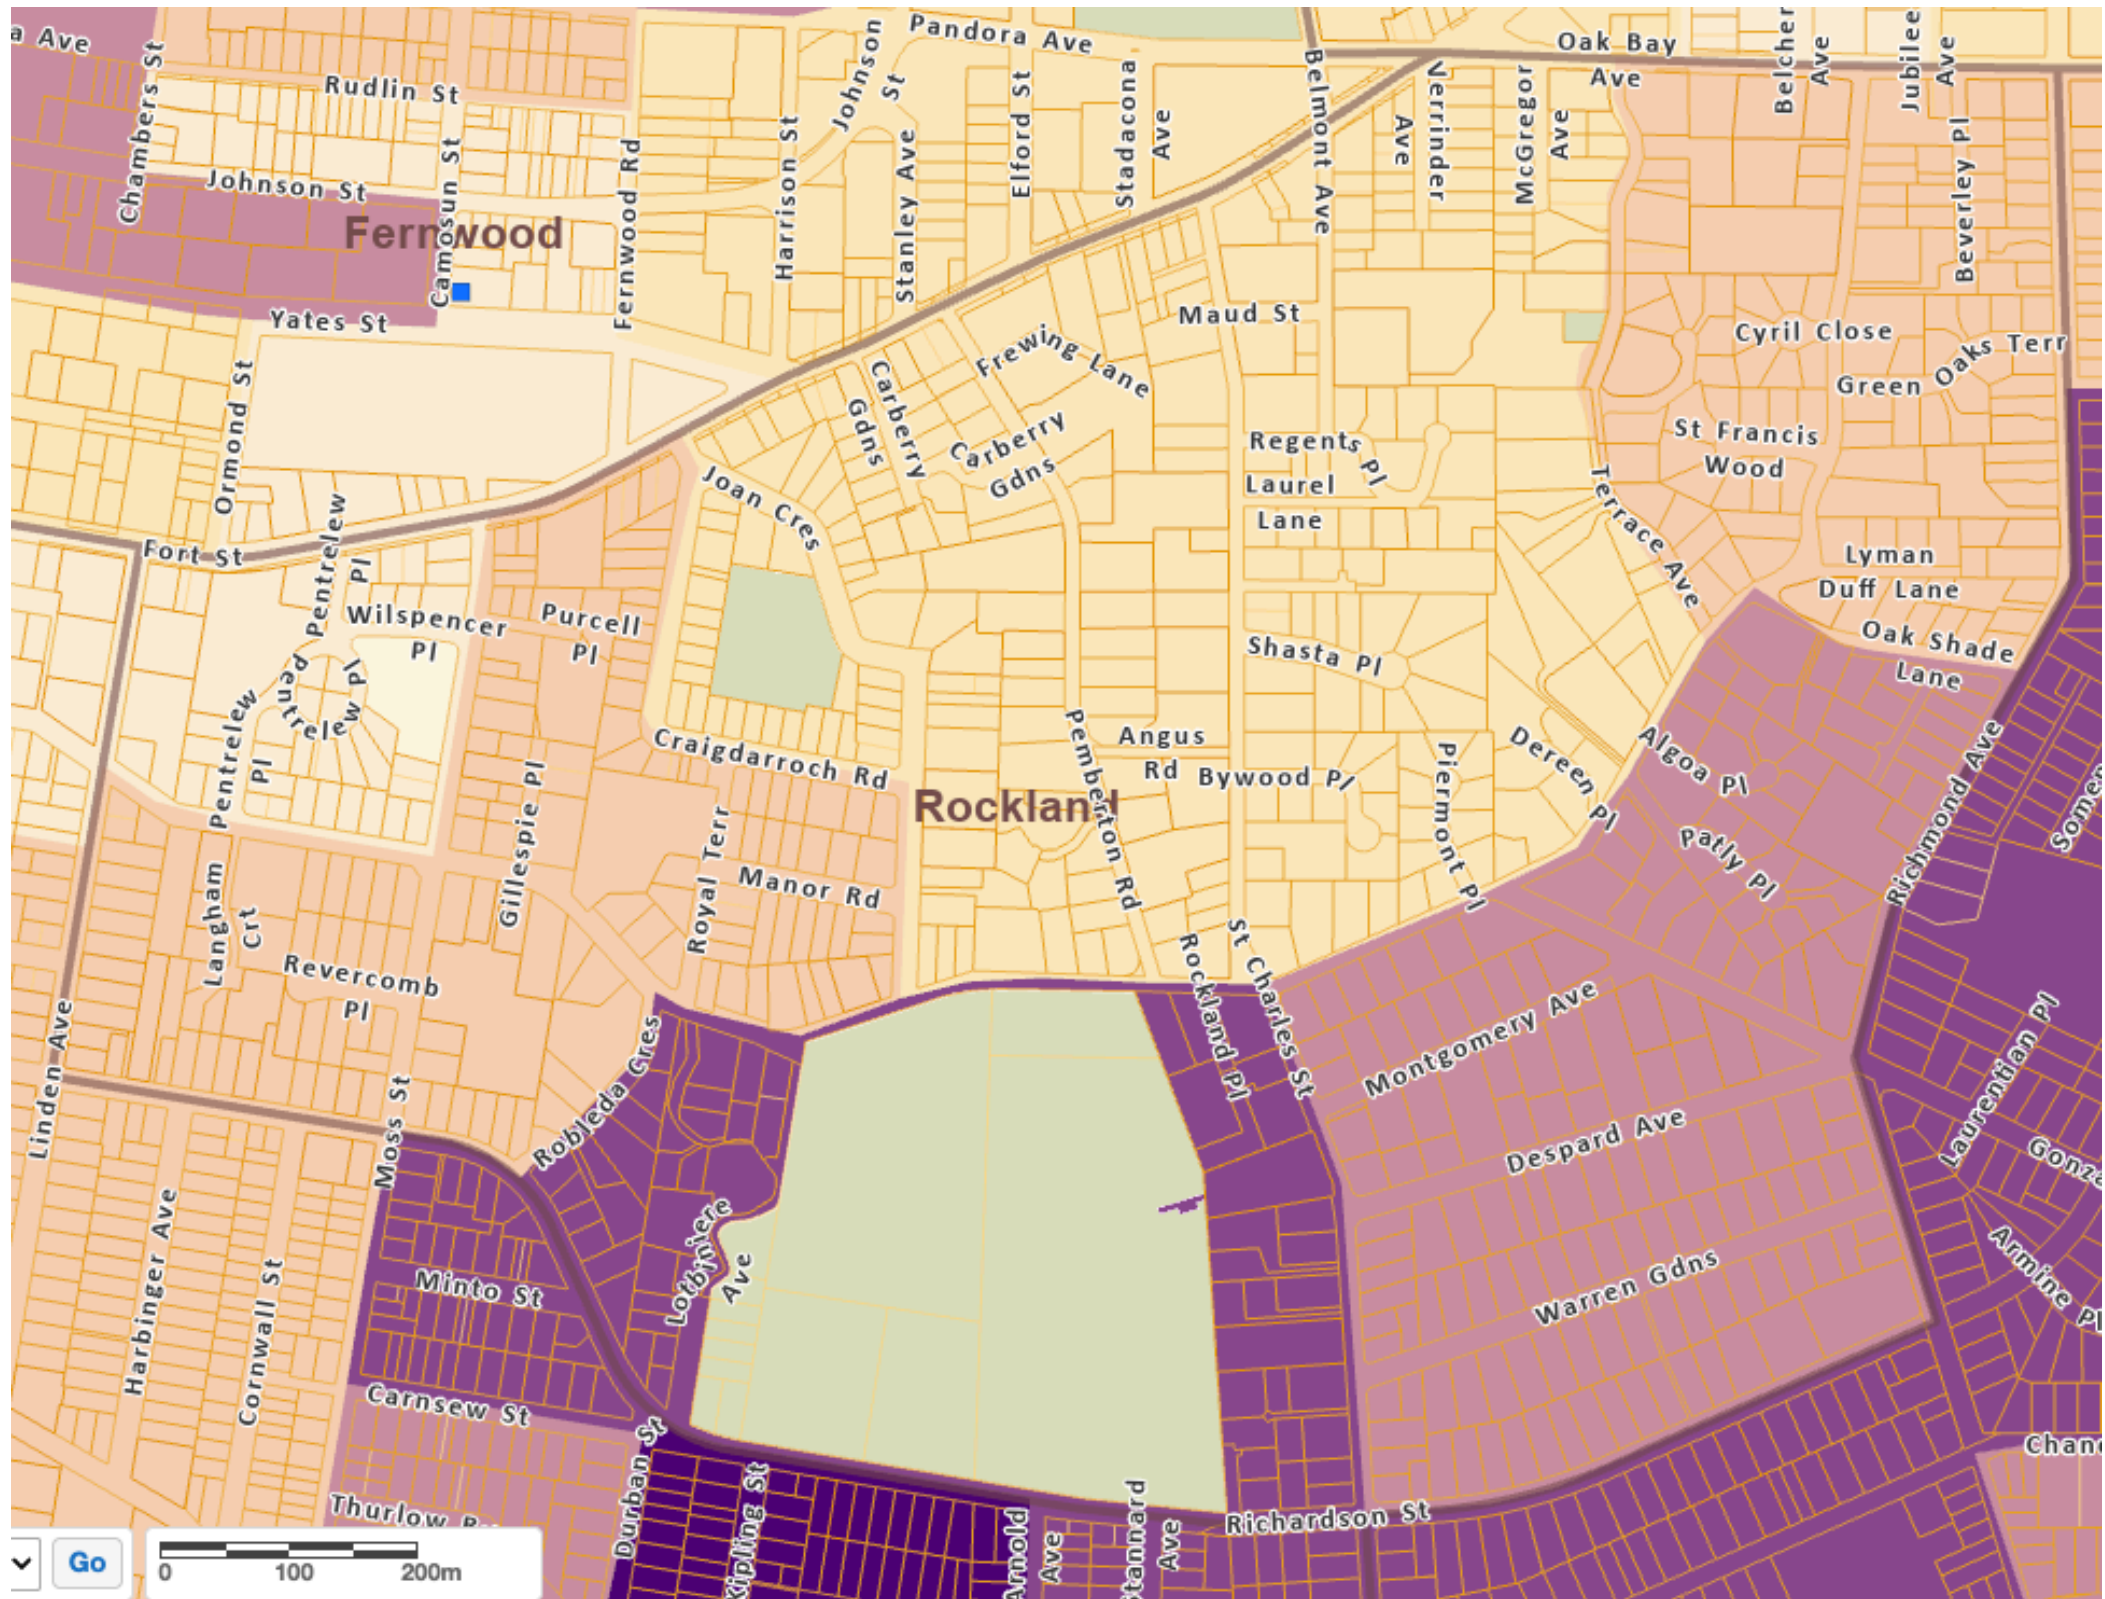 a Ave
Chambers St
Rudlin St
Johnson St
Fernwood
Camosun St
Yates St
Fernwood Rd
Harrison St
Johnson
St
Stanley Ave
Pandora Ave
Elford St
Stadacona
Ave
Belmont Ave
Verrinder
Ave
McGregor
Ave
Oak Bay
Ave
Belcher
Ave
Jubilee
Ave
Beverley Pl
Ormond St
Fort St
Pentrelew
Pl
Wilspencer
Pl
Pentrelew Pl
Pentrelew
Pl
Purcell
Pl
Joan Cres
Carberry
Gdns
Frewing Lane
Carberry
Gdns
Maud St
Regents Pl
Laurel
Lane
Cyril Close
Green Oaks Terr
St Francis
Wood
Terrace Ave
Lyman
Duff Lane
Oak Shade
Lane
Shasta Pl
Craigdarroch Rd
Rockland
Pemberton Rd
Angus
Rd
Bywood Pl
Piermont Pl
Dereen Pl
Algoa Pl
Patly Pl
Richmond Ave
Langham
Crt
Gillespie Pl
Royal Terr
Manor Rd
Revercomb
Pl
Linden Ave
Moss St
Robleda Cres
Rockland Pl
St Charles St
Montgomery Ave
Despard Ave
Warren Gdns
Laurentian Pl
Armine Pl
Harbinger Ave
Cornwall St
Minto St
Carnsew St
Lotbiniere
Ave
Durban St
Kipling St
Arnold
Ave
Stannard
Ave
Richardson St
Thurlow
Go
0 100 200m